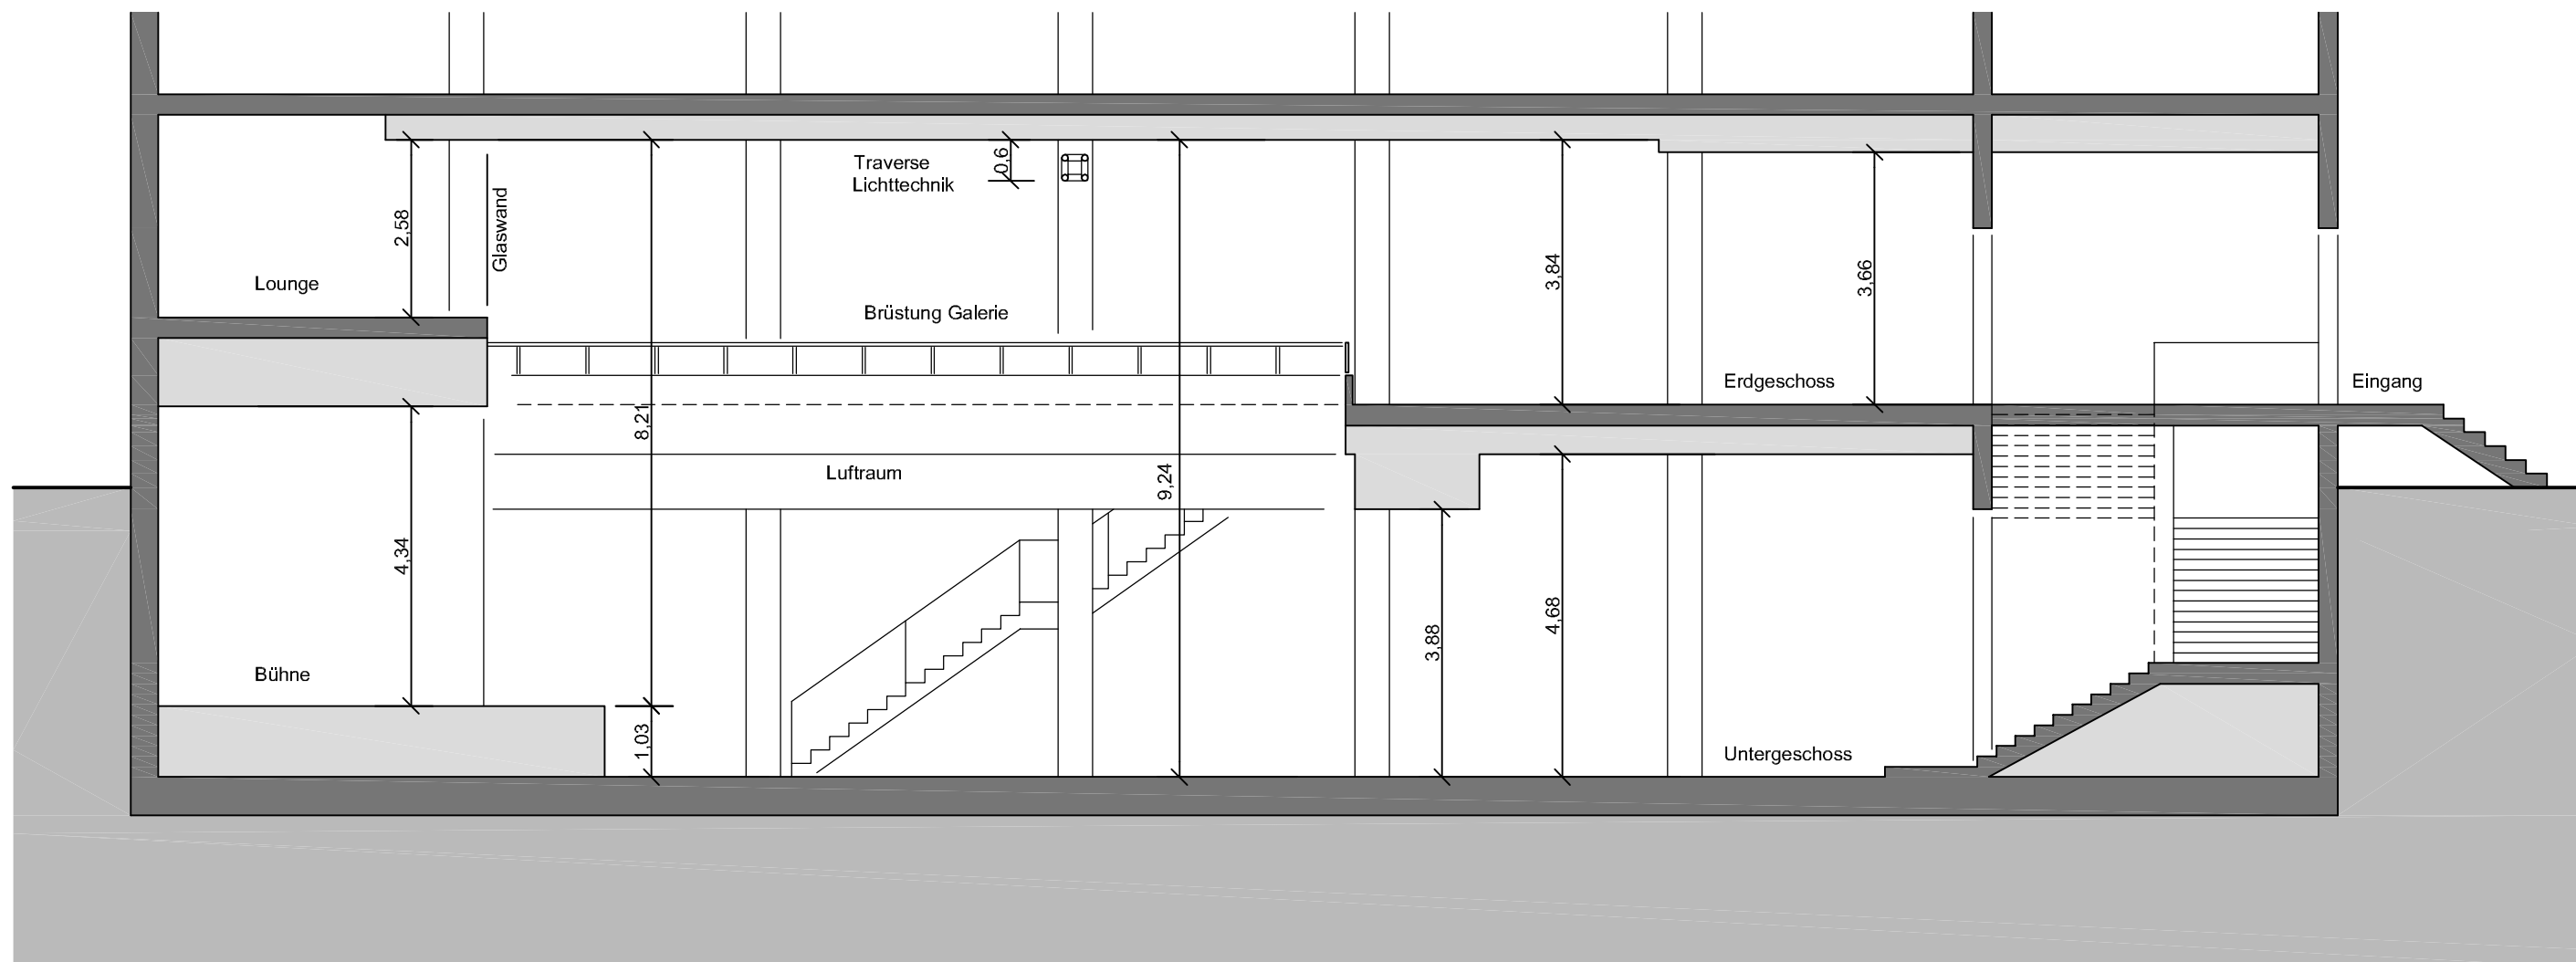 Traverse
Lichttechnik
0,6
2,58
Glaswand
Lounge
Brüstung Galerie
3,84
3,66
Erdgeschoss
Eingang
8,21
Luftraum
9,24
4,34
3,88
4,68
Bühne
1,03
Untergeschoss